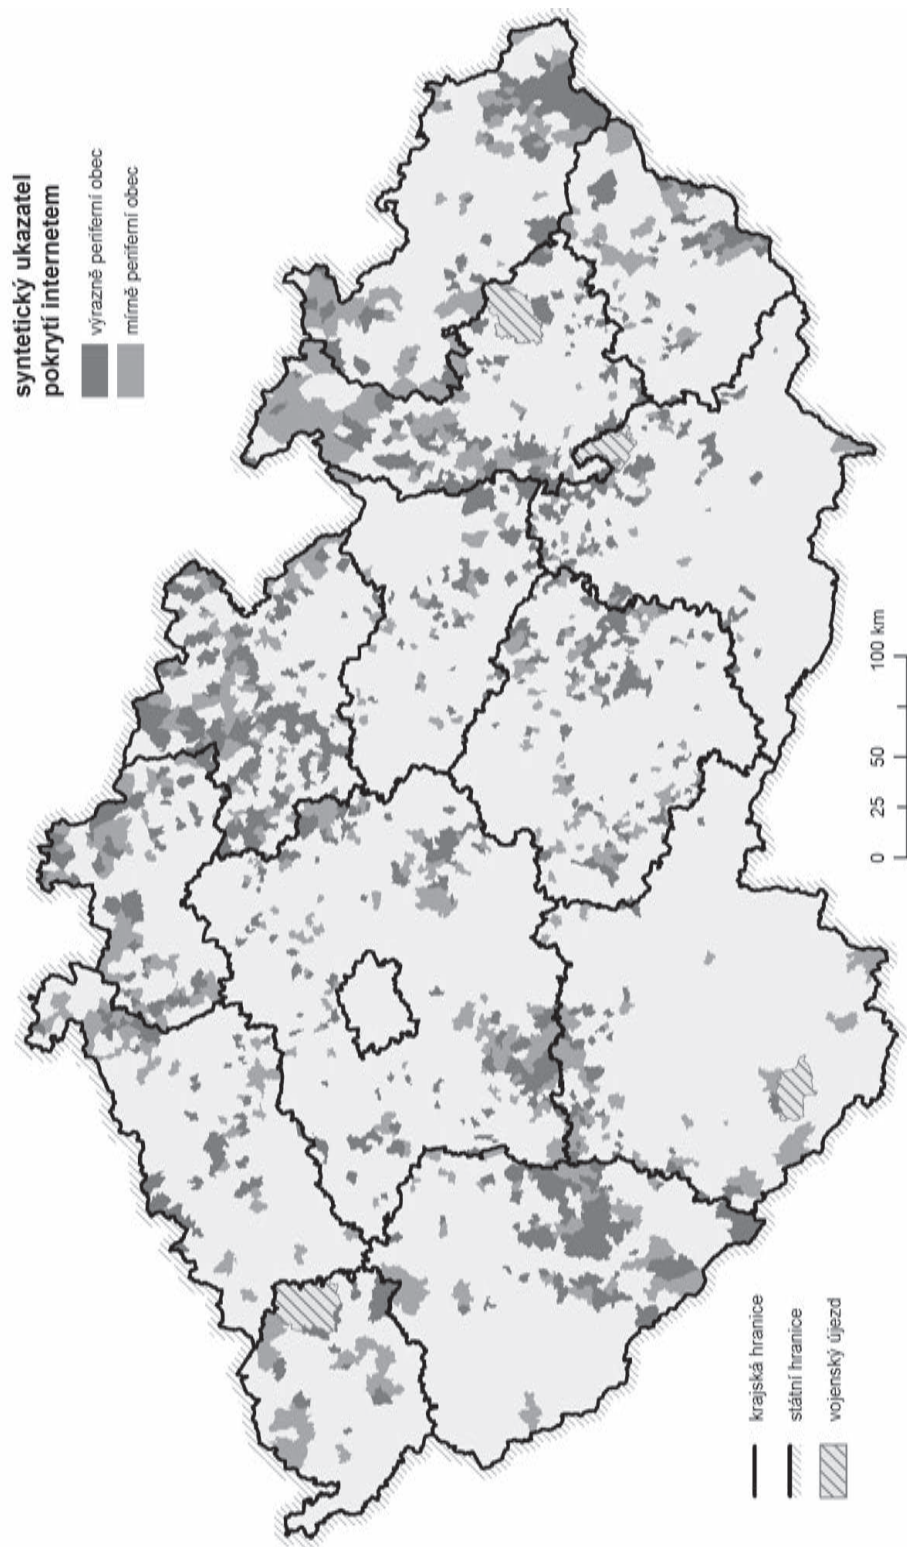 syntetický ukazatel
pokrytí internetem
výrazně periferní obec
mírně periferní obec
krajská hranice
státní hranice
vojenský újezd
0 25 50 100 km